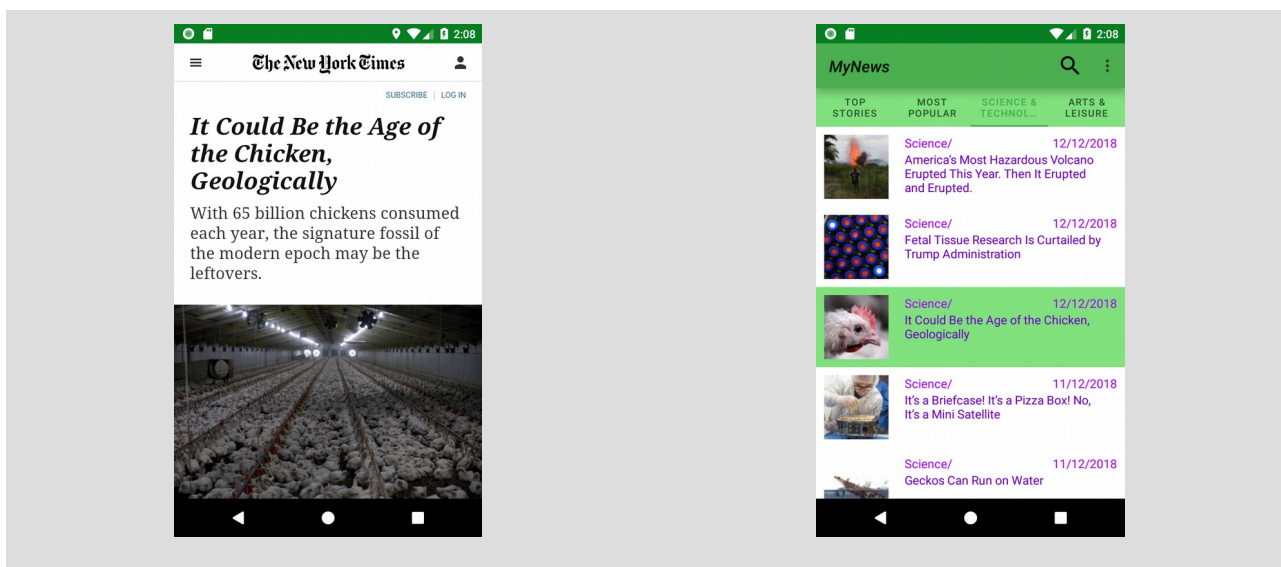 2:08
The New York Times
SUBSCRIBE | LOG IN
It Could Be the Age of
the Chicken,
Geologically
With 65 billion chickens consumed
each year, the signature fossil of
the modern epoch may be the
leftovers.
2:08
MyNews
TOP
STORIES
MOST
POPULAR
SCIENCE &
TECHNOL...
ARTS &
LEISURE
Science/ 12/12/2018
America's Most Hazardous Volcano
Erupted This Year. Then It Erupted
and Erupted.
Science/ 12/12/2018
Fetal Tissue Research Is Curtailed by
Trump Administration
Science/ 12/12/2018
It Could Be the Age of the Chicken,
Geologically
Science/ 11/12/2018
It's a Briefcase! It's a Pizza Box! No,
It's a Mini Satellite
Science/ 11/12/2018
Geckos Can Run on Water